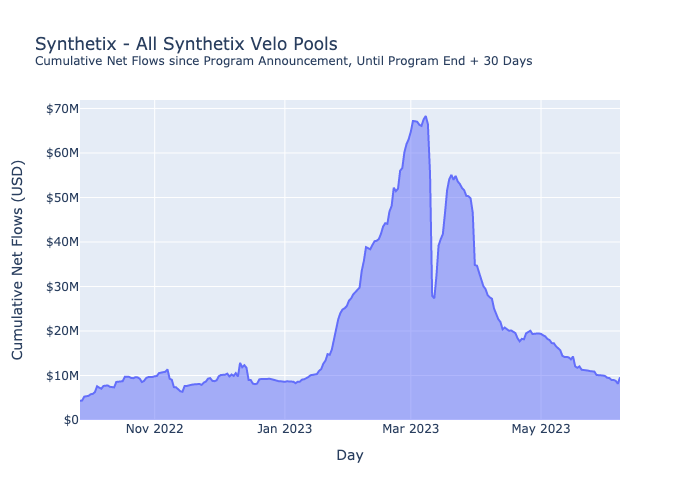 Synthetix - All Synthetix Velo Pools
Cumulative Net Flows since Program Announcement, Until Program End + 30 Days
Cumulative Net Flows (USD)
$70M
$60M
$50M
$40M
$30M
$20M
$10M
$0
Nov 2022
Jan 2023
Mar 2023
May 2023
Day